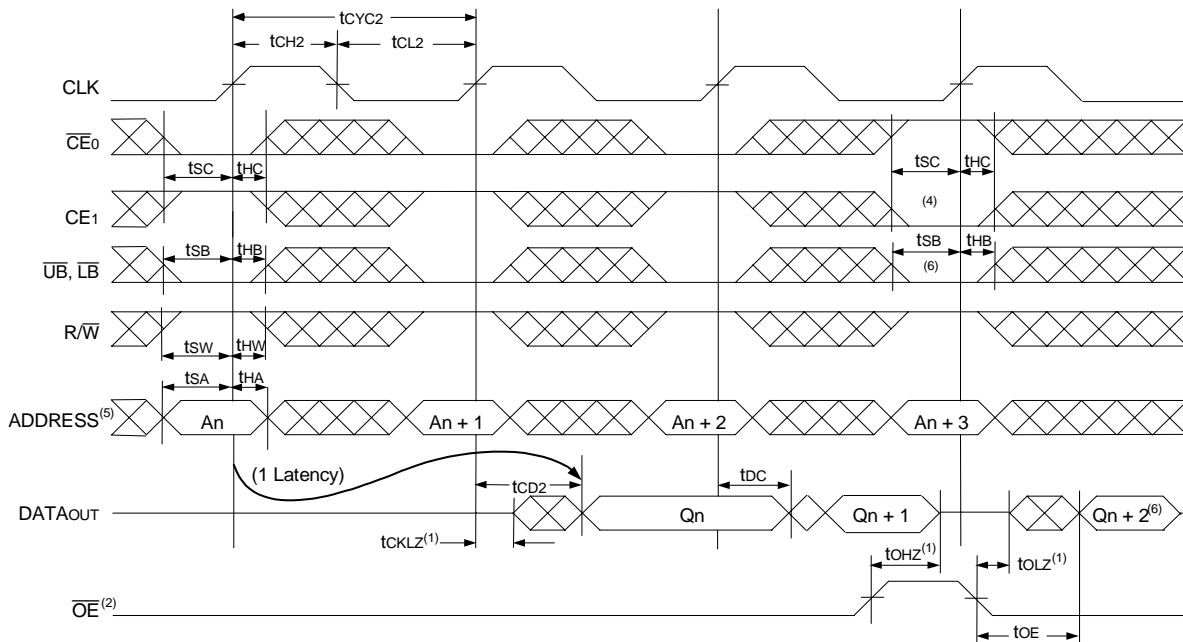 tCYC2
tCH2 tCL2
CLK
CE0
tSC tHC tSC tHC
CE1 (4)
tSB tHB tSB tHB
UB, LB (6)
R/W
tSW tHW
tSA tHA
ADDRESS(5) An An + 1 An + 2 An + 3
(1 Latency) tCD2 tDC
DATAOUT Qn Qn + 1 Qn + 2(6)
tCKLZ(1) tOHZ(1) tOLZ(1)
OE(2)
tOE